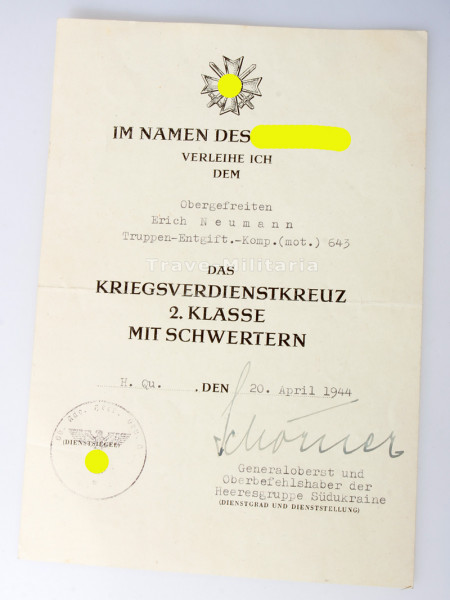 IM NAMEN DES
VERLEIHE ICH
DEM
Obergefreiten
Erich Neumann
Truppen-Entgift.-Komp.(mot.) 643
Trave-Militaria
DAS
KRIEGSVERDIENSTKREUZ
2. KLASSE
MIT SCHWERTERN
H. Qu. , DEN 20. April 1944
Schörner
(DIENSTSIEGEL)
Generaloberst und
Oberbefehlshaber der
Heeresgruppe Südukraine
(DIENSTGRAD UND DIENSTSTELLUNG)